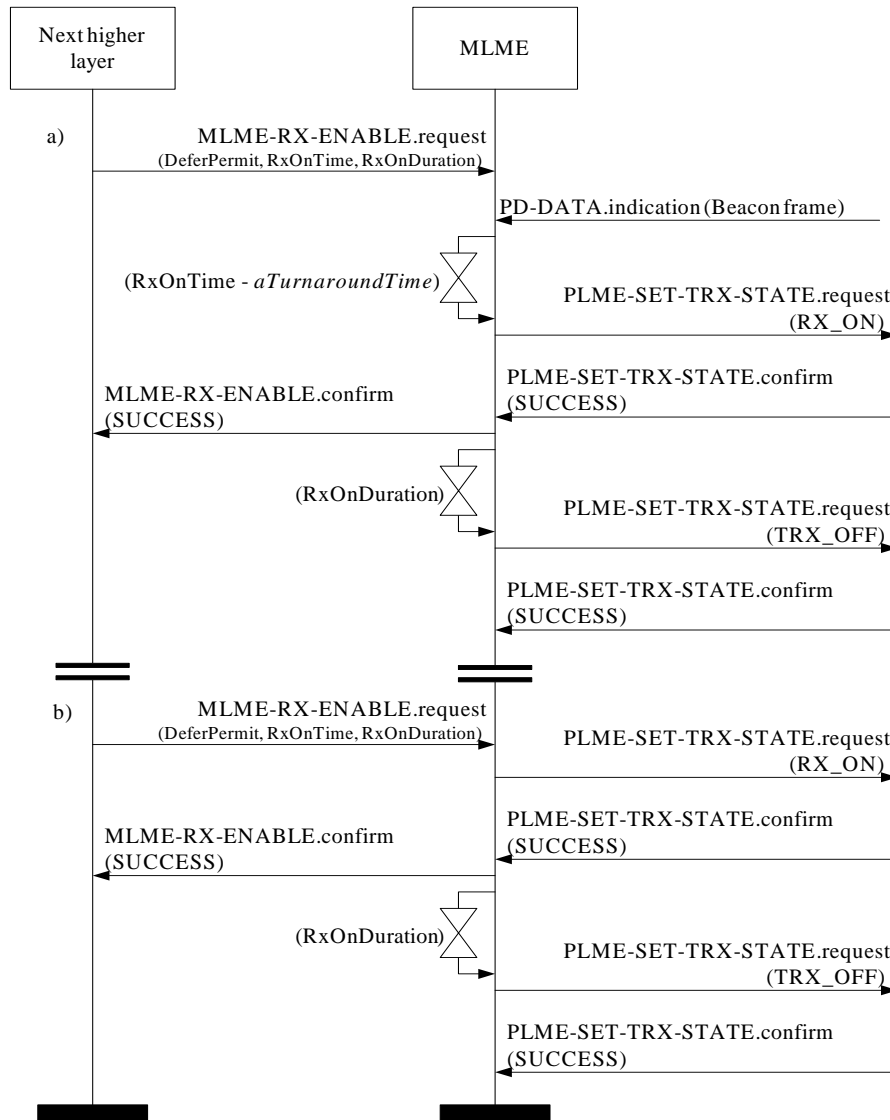 Next higher
layer
MLME
a)
MLME-RX-ENABLE.request
(DeferPermit, RxOnTime, RxOnDuration)
PD-DATA.indication (Beacon frame)
(RxOnTime - aTurnaroundTime)
PLME-SET-TRX-STATE.request
(RX_ON)
PLME-SET-TRX-STATE.confirm
(SUCCESS)
MLME-RX-ENABLE.confirm
(SUCCESS)
(RxOnDuration)
PLME-SET-TRX-STATE.request
(TRX_OFF)
PLME-SET-TRX-STATE.confirm
(SUCCESS)
b)
MLME-RX-ENABLE.request
(DeferPermit, RxOnTime, RxOnDuration)
PLME-SET-TRX-STATE.request
(RX_ON)
PLME-SET-TRX-STATE.confirm
(SUCCESS)
MLME-RX-ENABLE.confirm
(SUCCESS)
(RxOnDuration)
PLME-SET-TRX-STATE.request
(TRX_OFF)
PLME-SET-TRX-STATE.confirm
(SUCCESS)